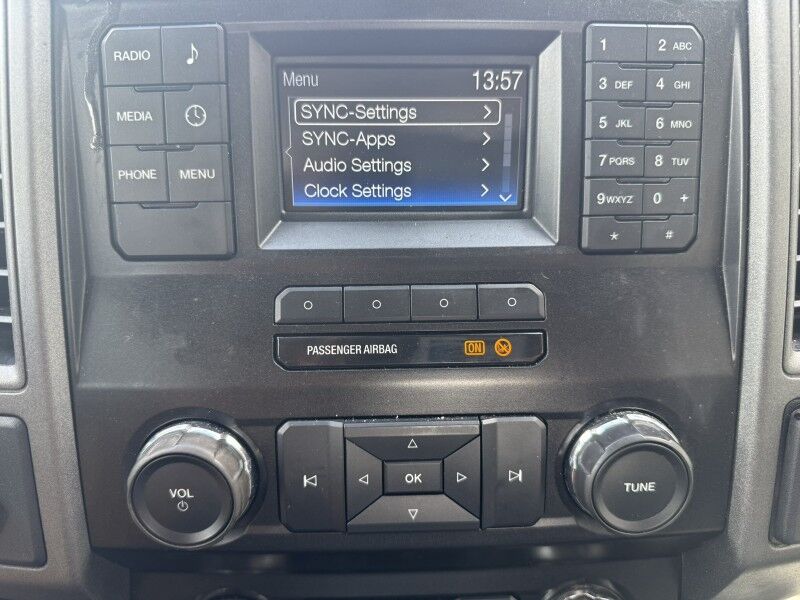 RADIO
MEDIA
PHONE MENU
Menu 13:57
SYNC-Settings
SYNC-Apps
Audio Settings
Clock Settings
1 2 ABC
3 DEF 4 GHI
5 JKL 6 MNO
7 PQRS 8 TUV
9 WXYZ 0 +
* #
PASSENGER AIRBAG ON
VOL
OK
TUNE